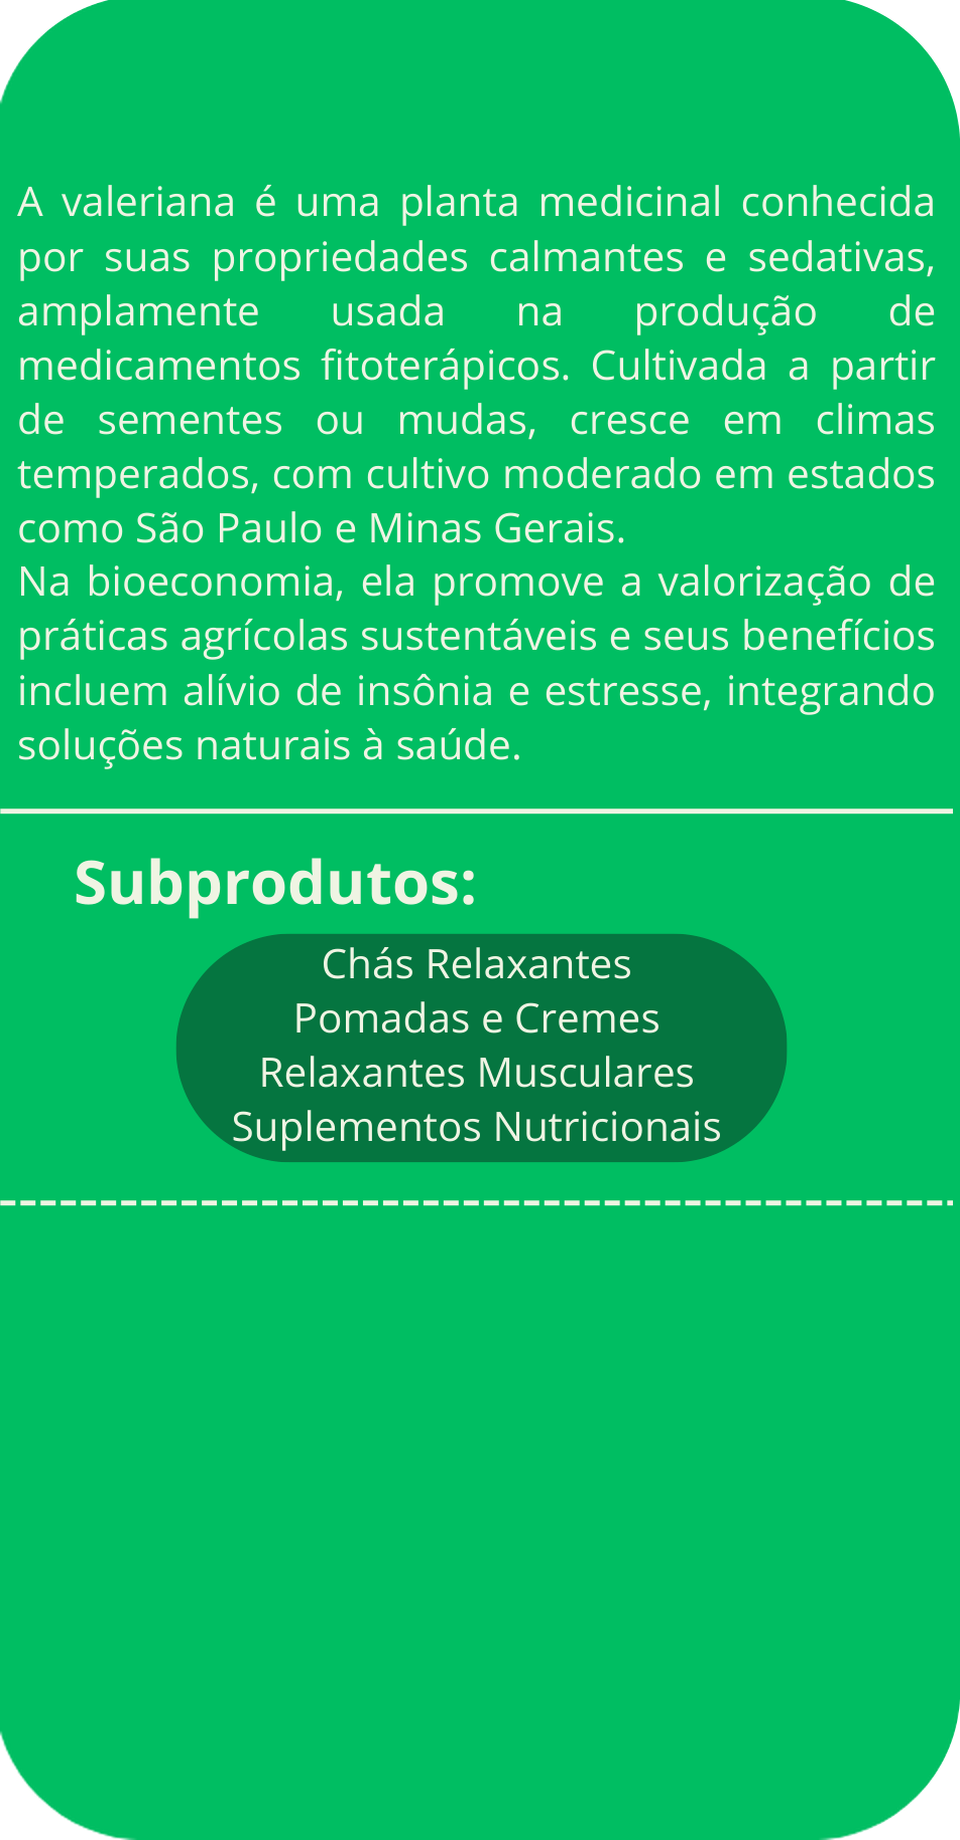 A valeriana é uma planta medicinal conhecida
por suas propriedades calmantes e sedativas,
amplamente usada na produção de
medicamentos fitoterápicos. Cultivada a partir
de sementes ou mudas, cresce em climas
temperados, com cultivo moderado em estados
como São Paulo e Minas Gerais.
Na bioeconomia, ela promove a valorização de
práticas agrícolas sustentáveis e seus benefícios
incluem alívio de insônia e estresse, integrando
soluções naturais à saúde.
Subprodutos:
Chás Relaxantes
Pomadas e Cremes
Relaxantes Musculares
Suplementos Nutricionais